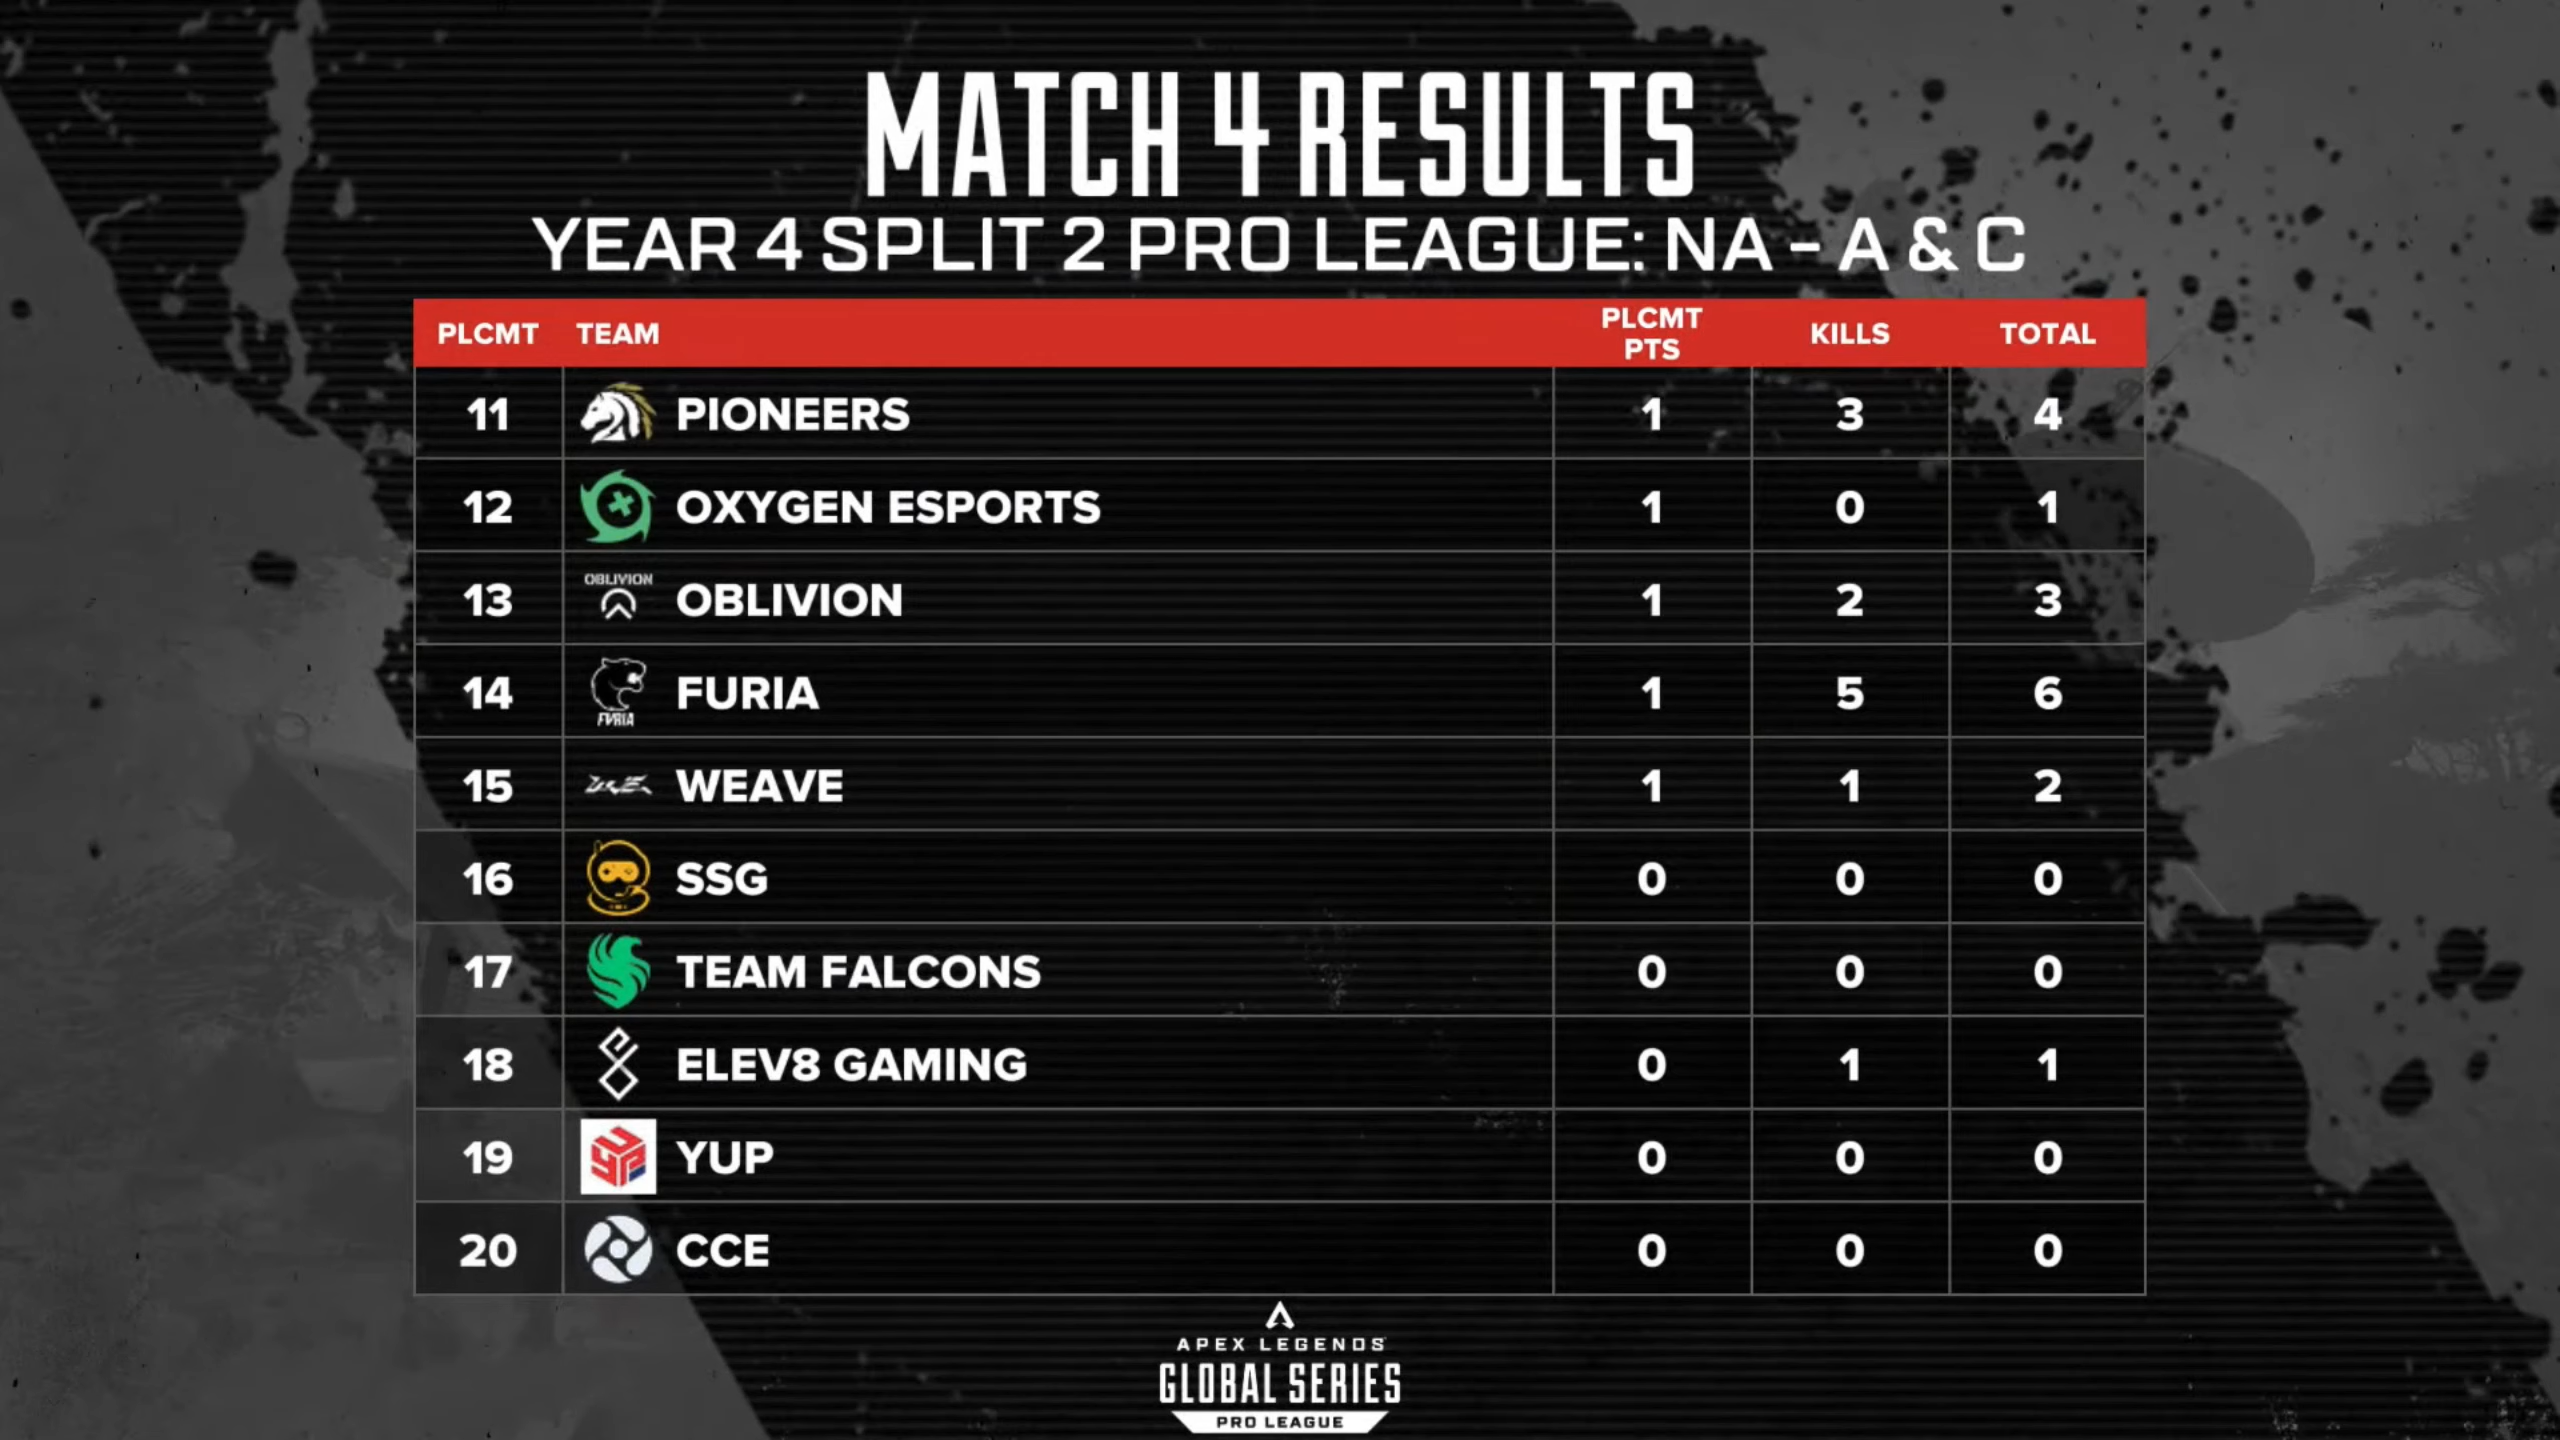 MATCH 4 RESULTS
YEAR 4 SPLIT 2 PRO LEAGUE: NA - A & C
PLCMT TEAM PLCMT PTS KILLS TOTAL
11 PIONEERS 1 3 4
12 OXYGEN ESPORTS 1 0 1
OBLIVION
13 OBLIVION 1 2 3
14 FURIA 1 5 6
FVRIA
15 WEAVE 1 1 2
16 SSG 0 0 0
17 TEAM FALCONS 0 0 0
18 ELEV8 GAMING 0 1 1
19 YUP 0 0 0
20 CCE 0 0 0
APEX LEGENDS
GLOBAL SERIES
PRO LEAGUE